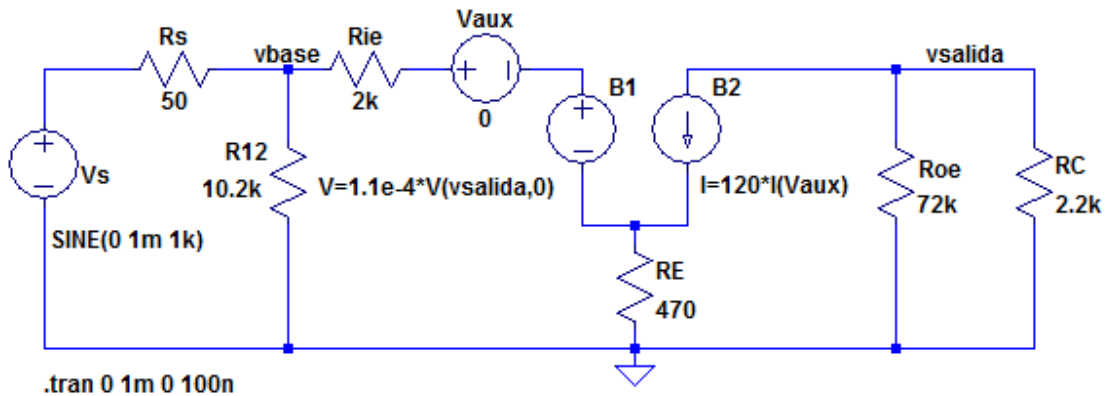 Vaux
Rs
vbase
Rie
vsalida
50
2k
0
B1
B2
Vs
R12
10.2k
V=1.1e-4*V(vsalida,0)
I=120*I(Vaux)
Roe
72k
RC
2.2k
SINE(0 1m 1k)
RE
470
.tran 0 1m 0 100n